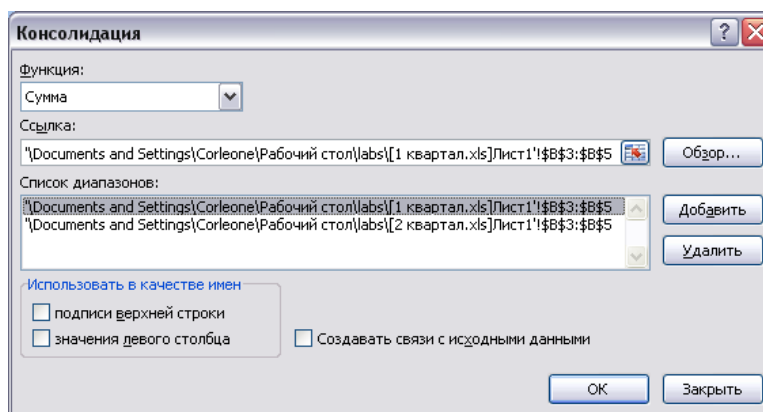 Консолидация
Функция:
Сумма
Ссылка:
'\Documents and Settings\Corleone\Рабочий стол\labs\[1 квартал.xls]Лист1'!$B$3:$B$5
Обзор...
Список диапазонов:
'\Documents and Settings\Corleone\Рабочий стол\labs\[1 квартал.xls]Лист1'!$B$3:$B$5
'\Documents and Settings\Corleone\Рабочий стол\labs\[2 квартал.xls]Лист1'!$B$3:$B$5
Добавить
Удалить
Использовать в качестве имен
подписи верхней строки
значения левого столбца
Создавать связи с исходными данными
ОК
Закрыть